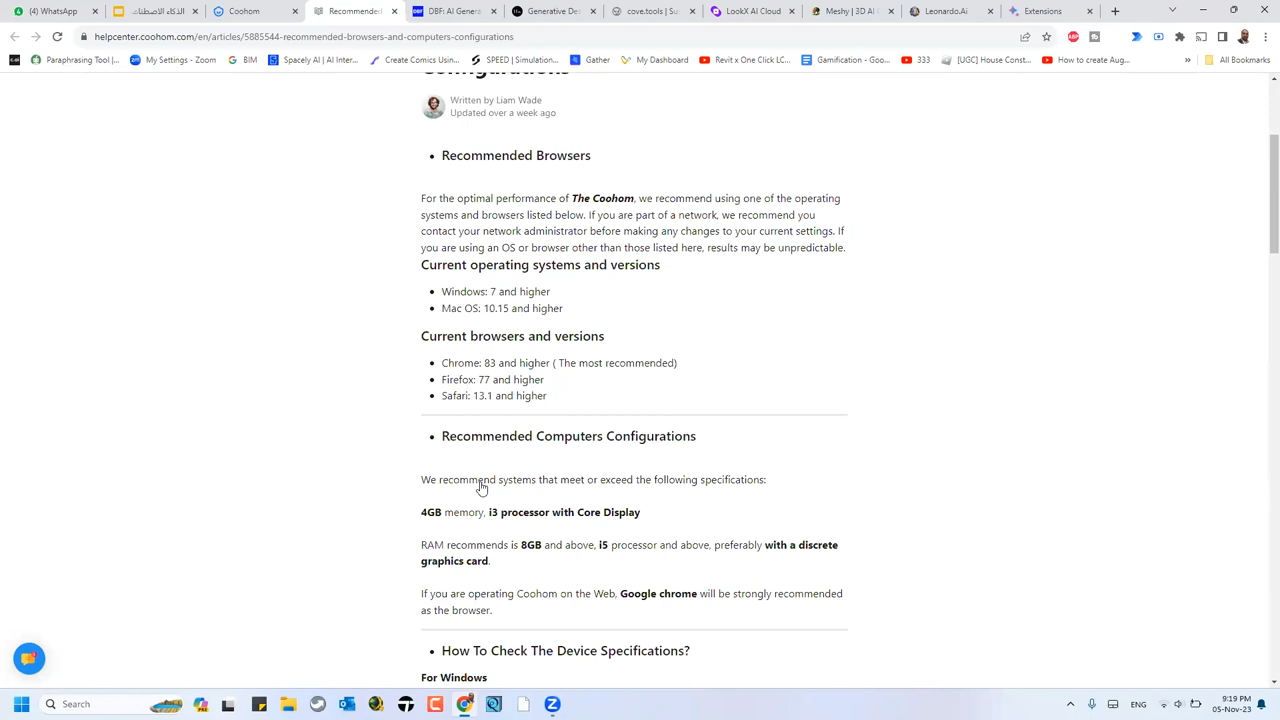 (4) WhatsApp
الذكاء الاصطناعي
Coohom
Recommended
DBF: AI Genera
Generative De
cove.tools | Su
LookX AI Cloud
Meshy | 3D AI
Leonardo.Ai
Extensions
helpcenter.coohom.com/en/articles/5885544-recommended-browsers-and-computers-configurations
Paraphrasing Tool |...
My Settings - Zoom
BIM
Spacely AI | AI Inter...
Create Comics Using...
SPEED | Simulation...
Gather
My Dashboard
Revit x One Click LC...
Gamification - Goo...
333
[UGC] House Const...
How to create Aug...
»
All Bookmarks
Configurations
Written by Liam Wade
Updated over a week ago
• Recommended Browsers
For the optimal performance of The Coohom, we recommend using one of the operating
systems and browsers listed below. If you are part of a network, we recommend you
contact your network administrator before making any changes to your current settings. If
you are using an OS or browser other than those listed here, results may be unpredictable.
Current operating systems and versions
• Windows: 7 and higher
• Mac OS: 10.15 and higher
Current browsers and versions
• Chrome: 83 and higher ( The most recommended)
• Firefox: 77 and higher
• Safari: 13.1 and higher
• Recommended Computers Configurations
We recommend systems that meet or exceed the following specifications:
4GB memory, i3 processor with Core Display
RAM recommends is 8GB and above, i5 processor and above, preferably with a discrete
graphics card.
If you are operating Coohom on the Web, Google chrome will be strongly recommended
as the browser.
• How To Check The Device Specifications?
For Windows
Search
ENG
9:19 PM
05-Nov-23